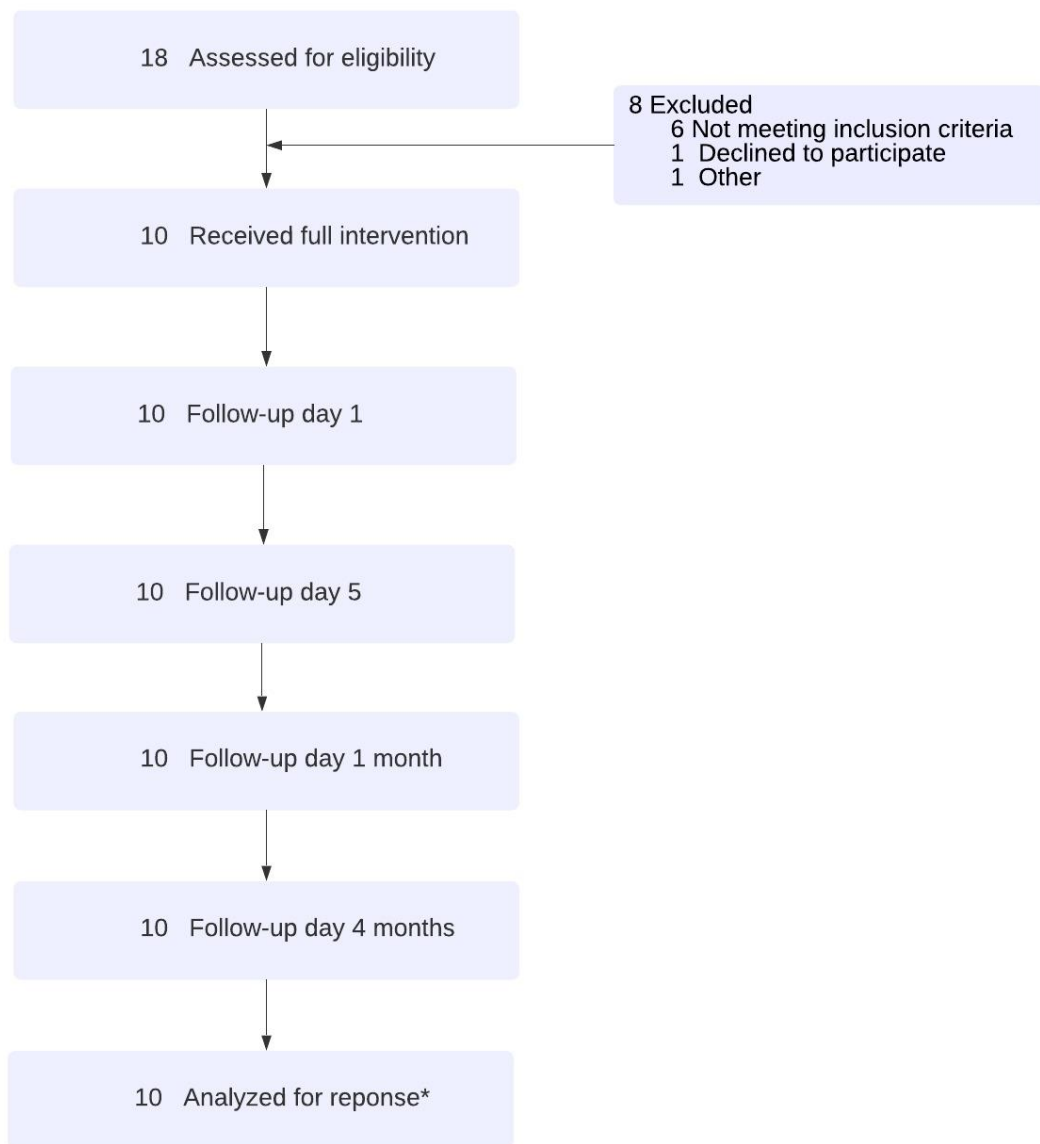 18 Assessed for eligibility
8 Excluded
6 Not meeting inclusion criteria
1 Declined to participate
1 Other
10 Received full intervention
10 Follow-up day 1
10 Follow-up day 5
10 Follow-up day 1 month
10 Follow-up day 4 months
10 Analyzed for reponse*